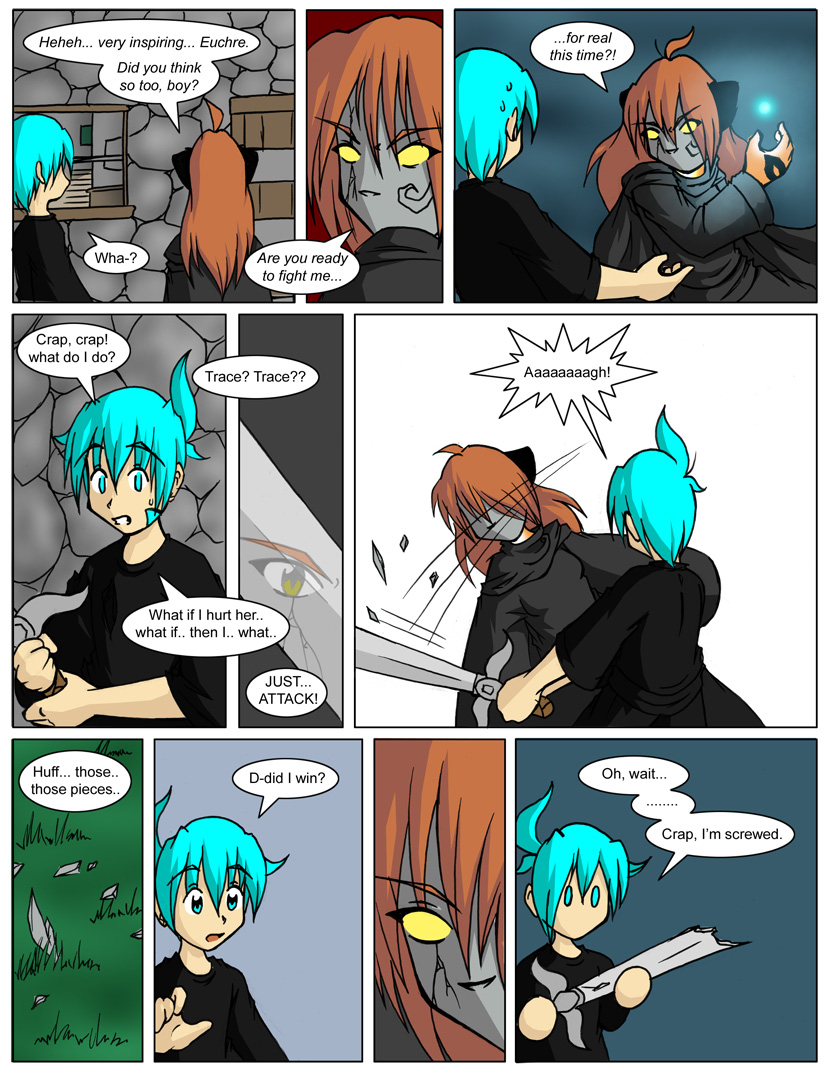 Heheh... very inspiring... Euchre.
Did you think
so too, boy?
Wha-?
Are you ready
to fight me...
...for real
this time?!
Crap, crap!
what do I do?
Trace? Trace??
What if I hurt her..
what if.. then I.. what..
JUST...
ATTACK!
Aaaaaaaagh!
Huff... those..
those pieces..
D-did I win?
Oh, wait...
........
Crap, I'm screwed.